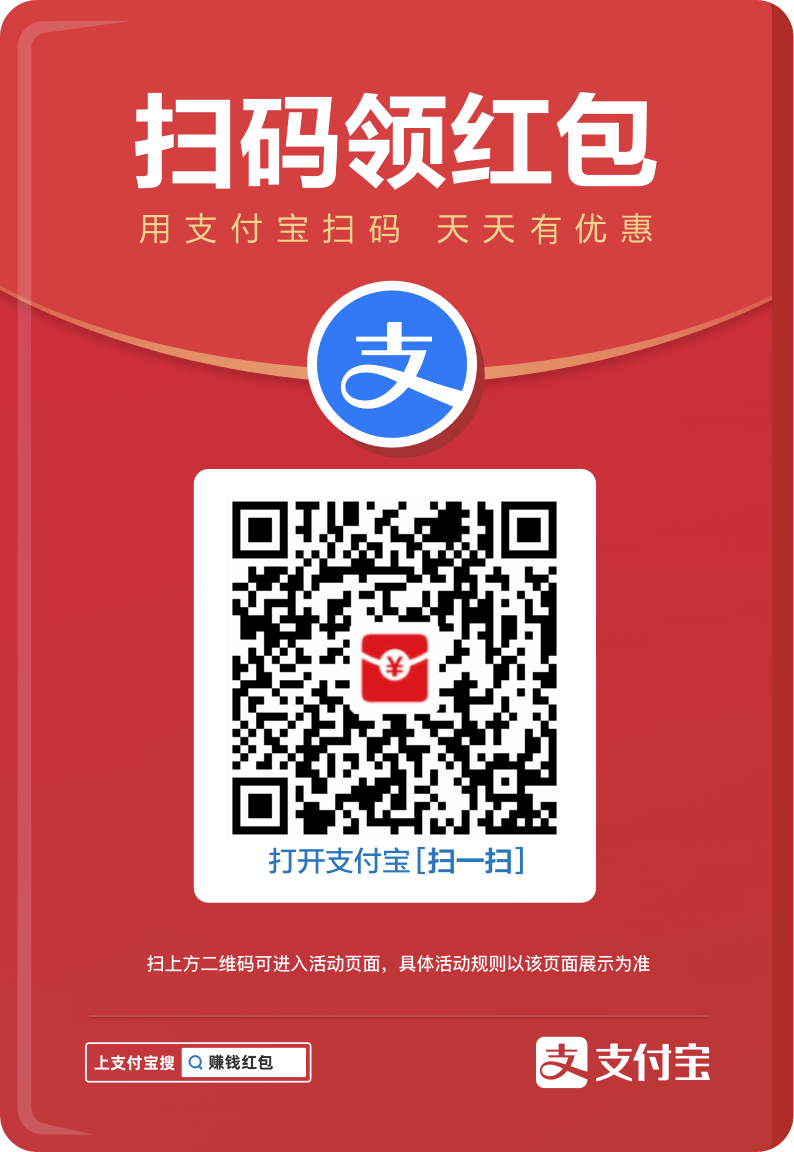 扫码领红包
用支付宝扫码 天天有优惠
支
¥
打开支付宝[扫一扫]
扫上方二维码可进入活动页面，具体活动规则以该页面展示为准
上支付宝搜 赚钱红包
支 支付宝